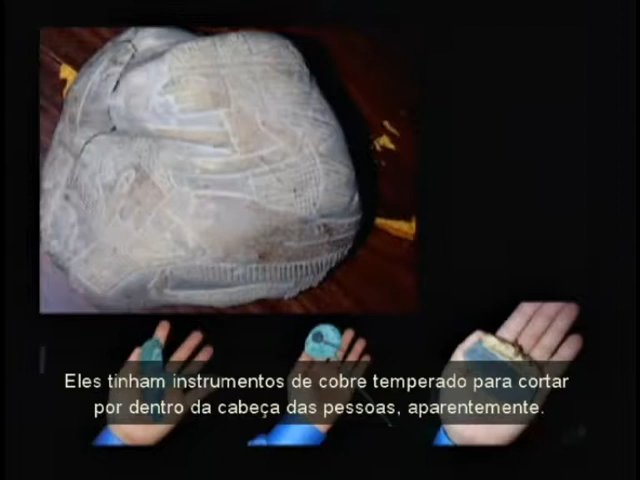 Eles tinham instrumentos de cobre temperado para cortar
por dentro da cabeça das pessoas, aparentemente.